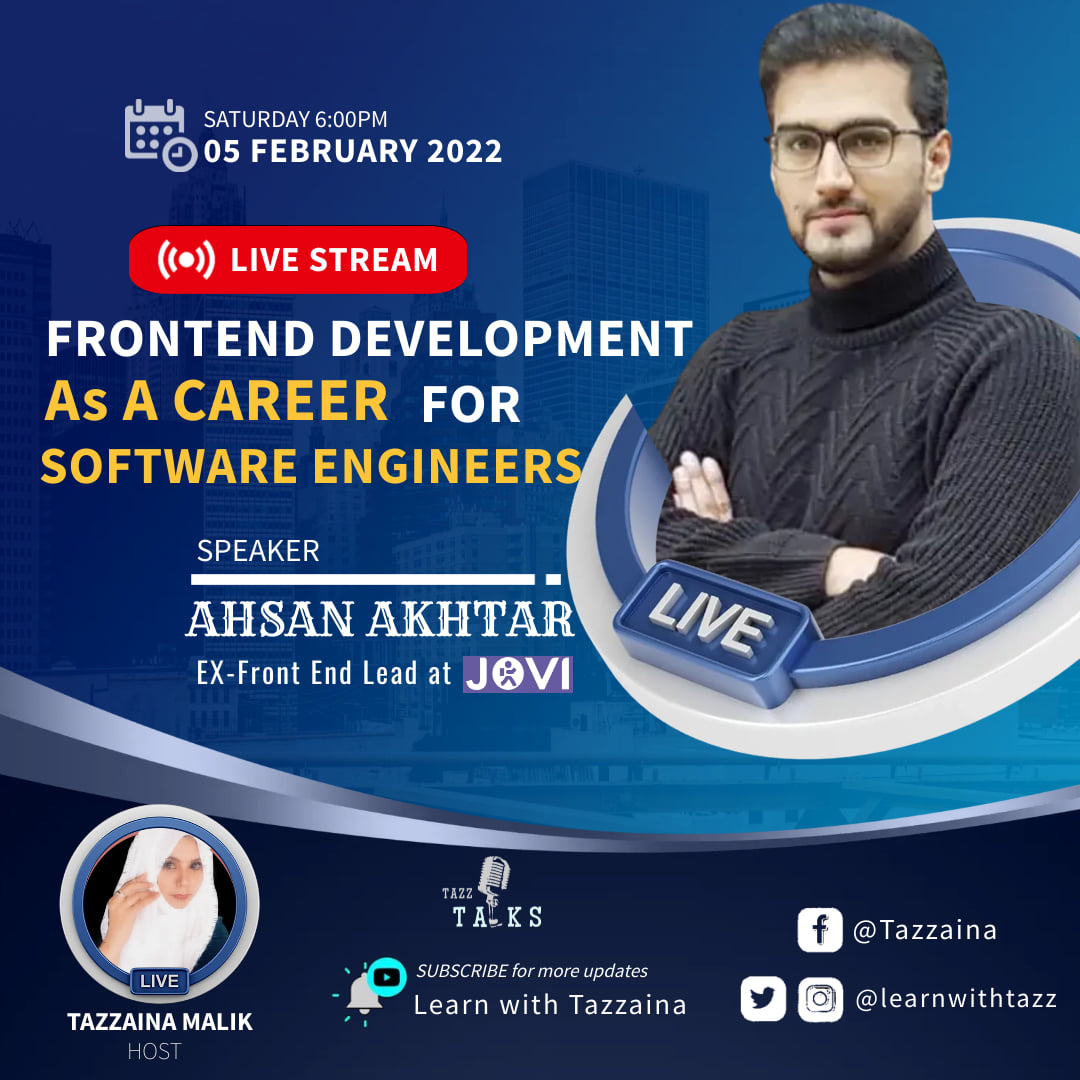 SATURDAY 6:00PM
05 FEBRUARY 2022
LIVE STREAM
FRONTEND DEVELOPMENT
As A CAREER FOR
SOFTWARE ENGINEERS
SPEAKER
AHSAN AKHTAR
EX-Front End Lead at JOVI
LIVE
LIVE
TAZZAINA MALIK
HOST
TAZZ
TALKS
SUBSCRIBE for more updates
Learn with Tazzaina
@Tazzaina
@learnwithtazz